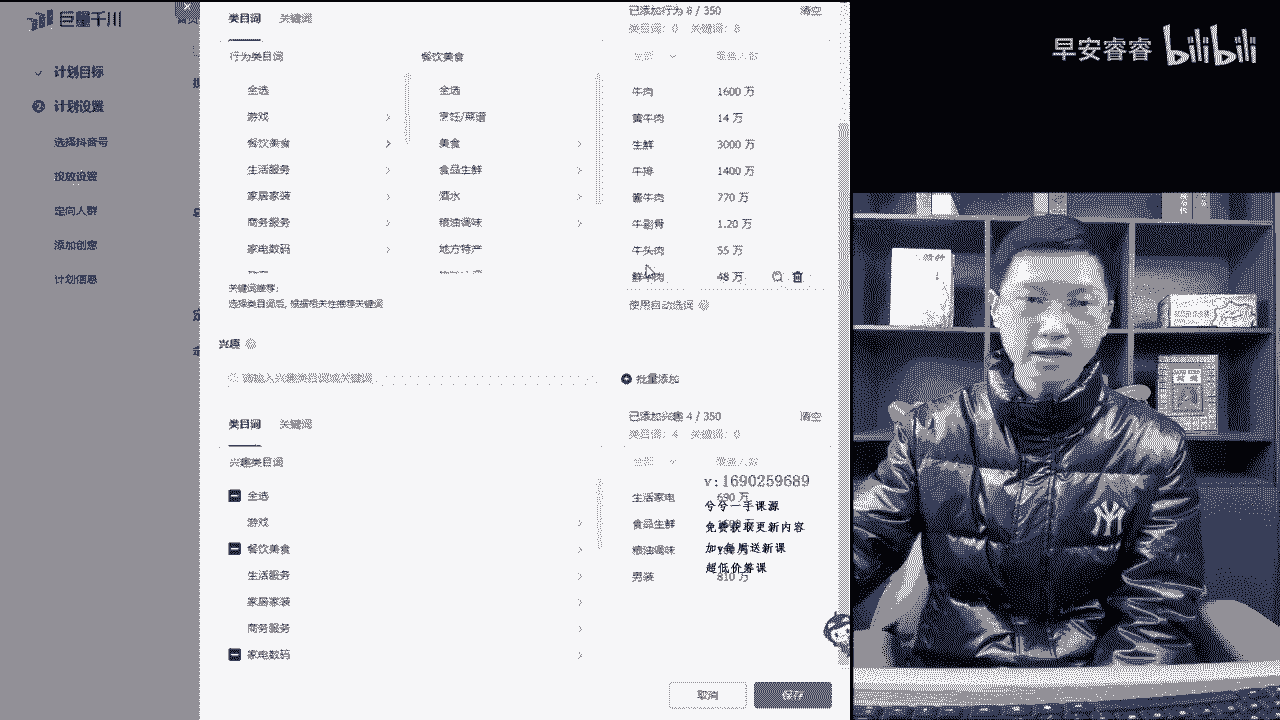 巨量千川
计划目标
计划设置
选择抖音号
投放设置
定向人群
添加创意
计划信息
类目词 关键词
已添加行为 8 / 350 清空
类目词: 0 关键词: 8
行为类目词 餐饮美食
全选 全选
牛肉 1600 万
游戏 烹饪/菜谱
黄牛肉 14 万
餐饮美食 美食
生鲜 3000 万
生活服务 食品生鲜
牛排 1400 万
家居家装 酒水
酱牛肉 770 万
商务服务 粮油调味
牛副骨 1.20 万
家电数码 地方特产
牛头肉 55 万
鲜牛肉 48 万
关键词推荐:
选择类目词后, 根据相关性推荐关键词
使用自动选词
兴趣
请输入兴趣类目词或关键词
批量添加
类目词 关键词
已添加兴趣 4 / 350 清空
类目词: 4 关键词: 0
兴趣类目词
全选
游戏
餐饮美食
生活服务
家居家装
商务服务
家电数码
生活家电 690 万
食品生鲜
粮油调味
男装 810 万
v:1690259689
兮兮一手课源
免费获取更新内容
加v每周送新课
超低价筹课
取消 保存
早安睿睿 bilibili
NY